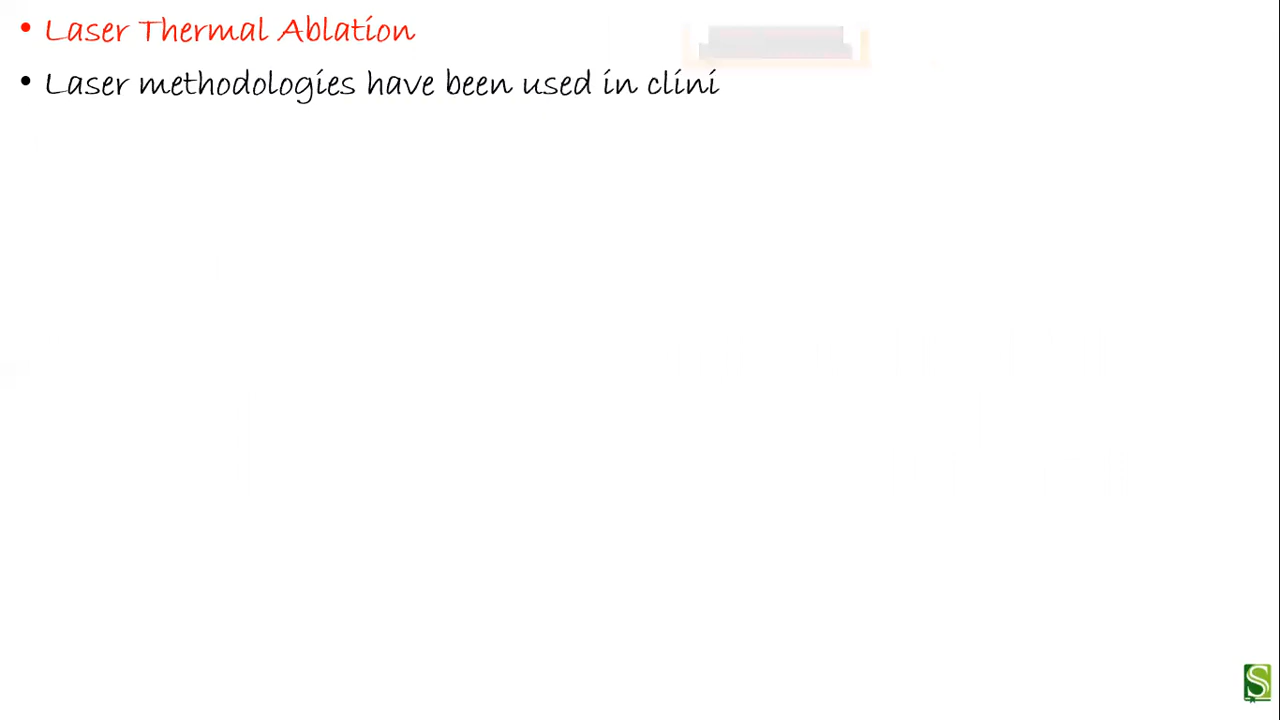 • Laser Thermal Ablation
• Laser methodologies have been used in clini
S